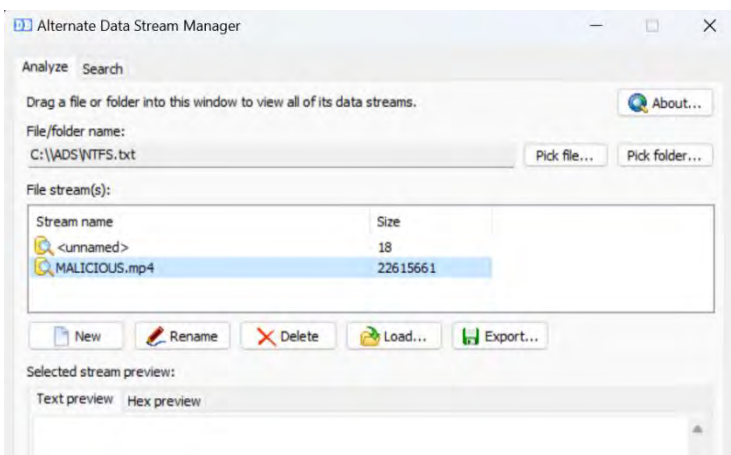 Alternate Data Stream Manager
Analyze Search
Drag a file or folder into this window to view all of its data streams.
About...
File/folder name:
C:\\ADS\NTFS.txt
Pick file... Pick folder...
File stream(s):
Stream name Size
<unnamed> 18
MALICIOUS.mp4 22615661
New Rename Delete Load... Export...
Selected stream preview:
Text preview Hex preview